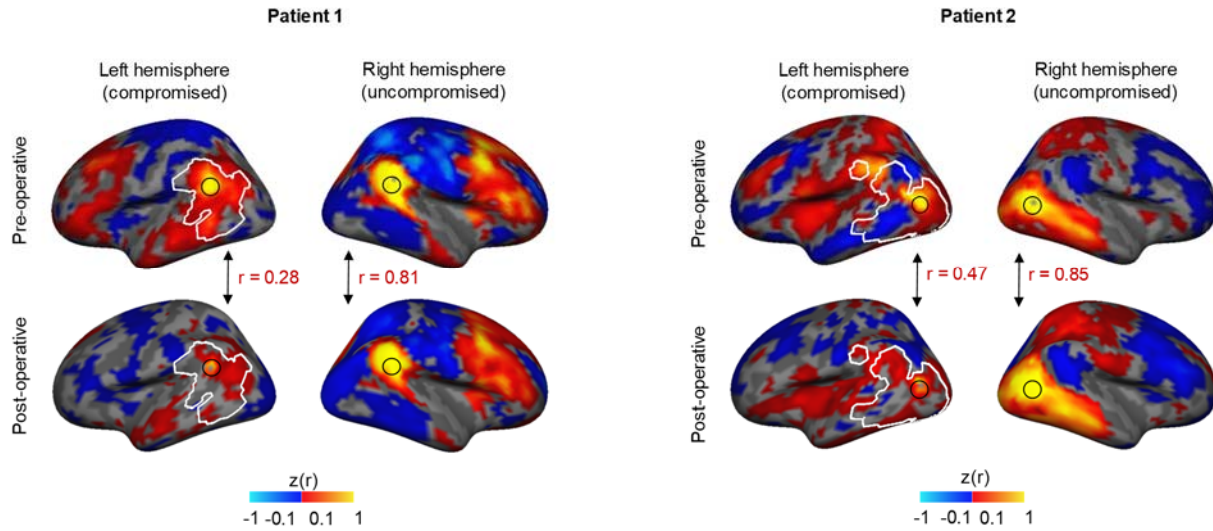 Patient 1
Left hemisphere
(compromised)
Right hemisphere
(uncompromised)
Pre-operative
r = 0.28
r = 0.81
Post-operative
z(r)
-1 -0.1 0.1 1
Patient 2
Left hemisphere
(compromised)
Right hemisphere
(uncompromised)
Pre-operative
r = 0.47
r = 0.85
Post-operative
z(r)
-1 -0.1 0.1 1